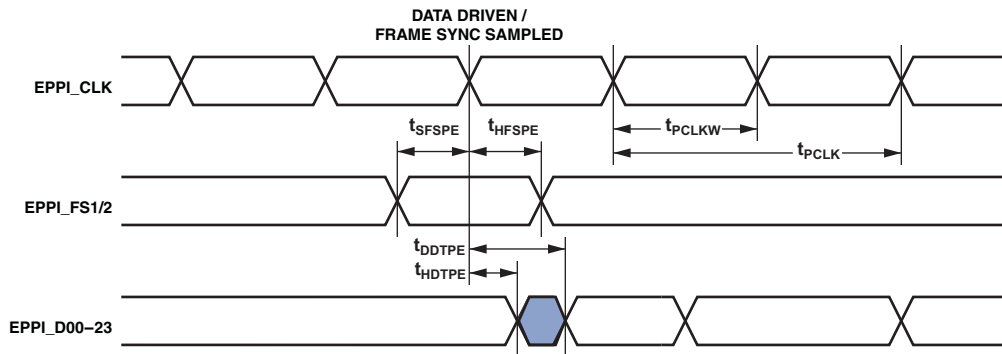 DATA DRIVEN /
FRAME SYNC SAMPLED
EPPI_CLK
tSFSPE
tHFSPE
tPCLKW
tPCLK
EPPI_FS1/2
tDDTPE
tHDTPE
EPPI_D00–23